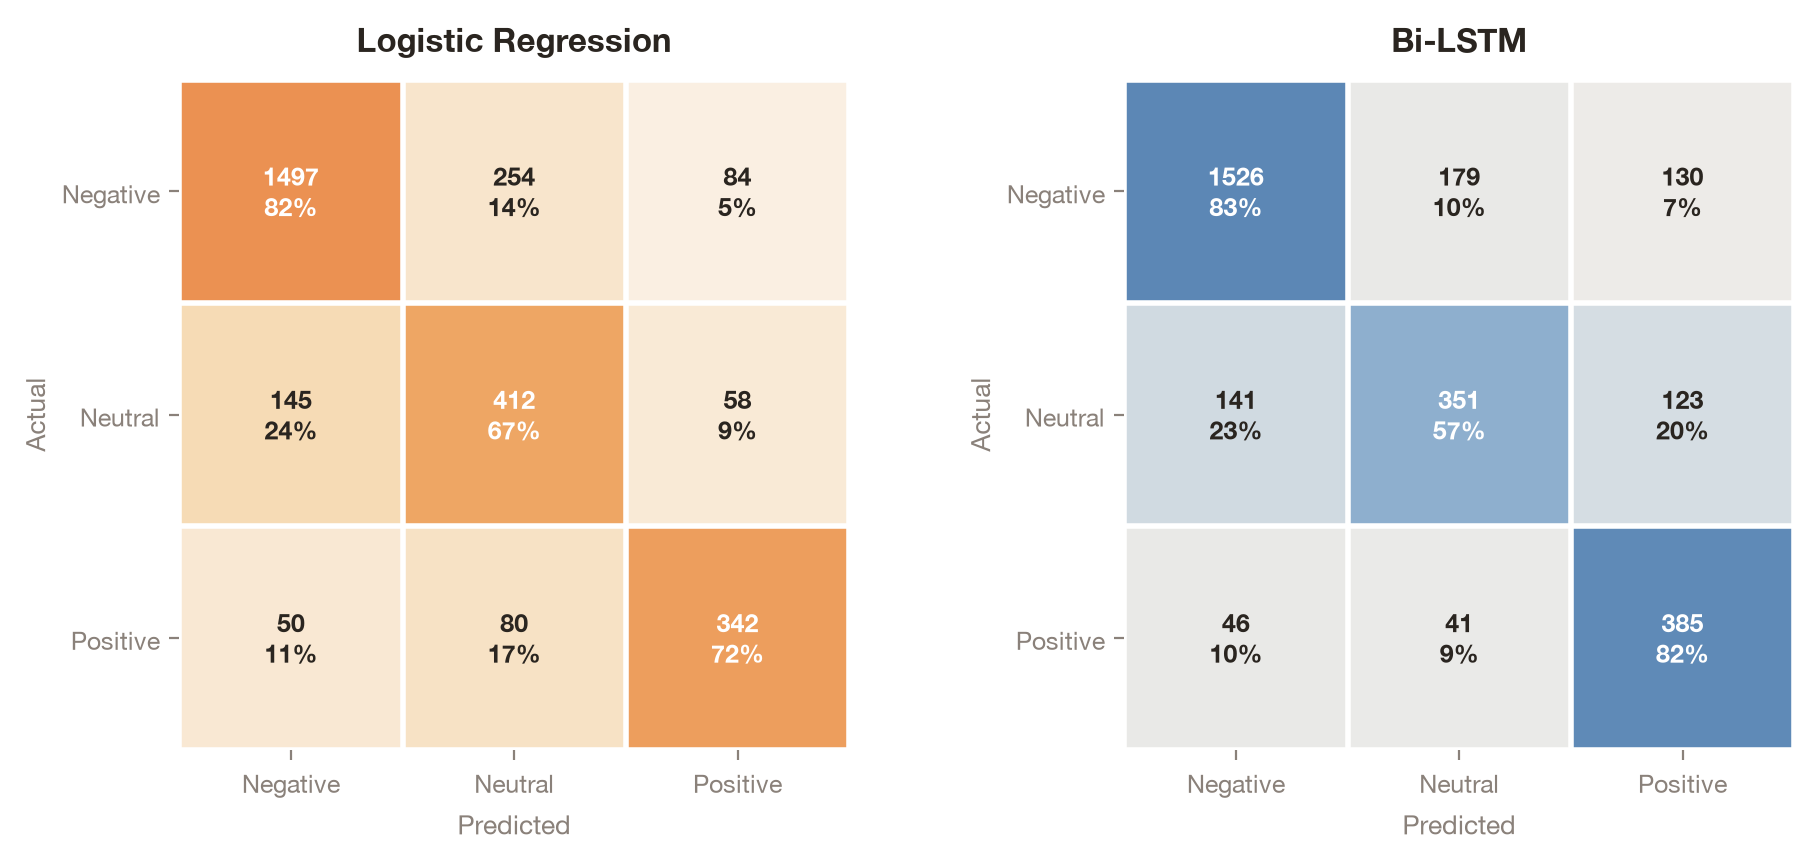 Logistic Regression
Negative
1497
82%
254
14%
84
5%
Neutral
145
24%
412
67%
58
9%
Positive
50
11%
80
17%
342
72%
Actual
Negative
Neutral
Positive
Predicted
Bi-LSTM
Negative
1526
83%
179
10%
130
7%
Neutral
141
23%
351
57%
123
20%
Positive
46
10%
41
9%
385
82%
Actual
Negative
Neutral
Positive
Predicted